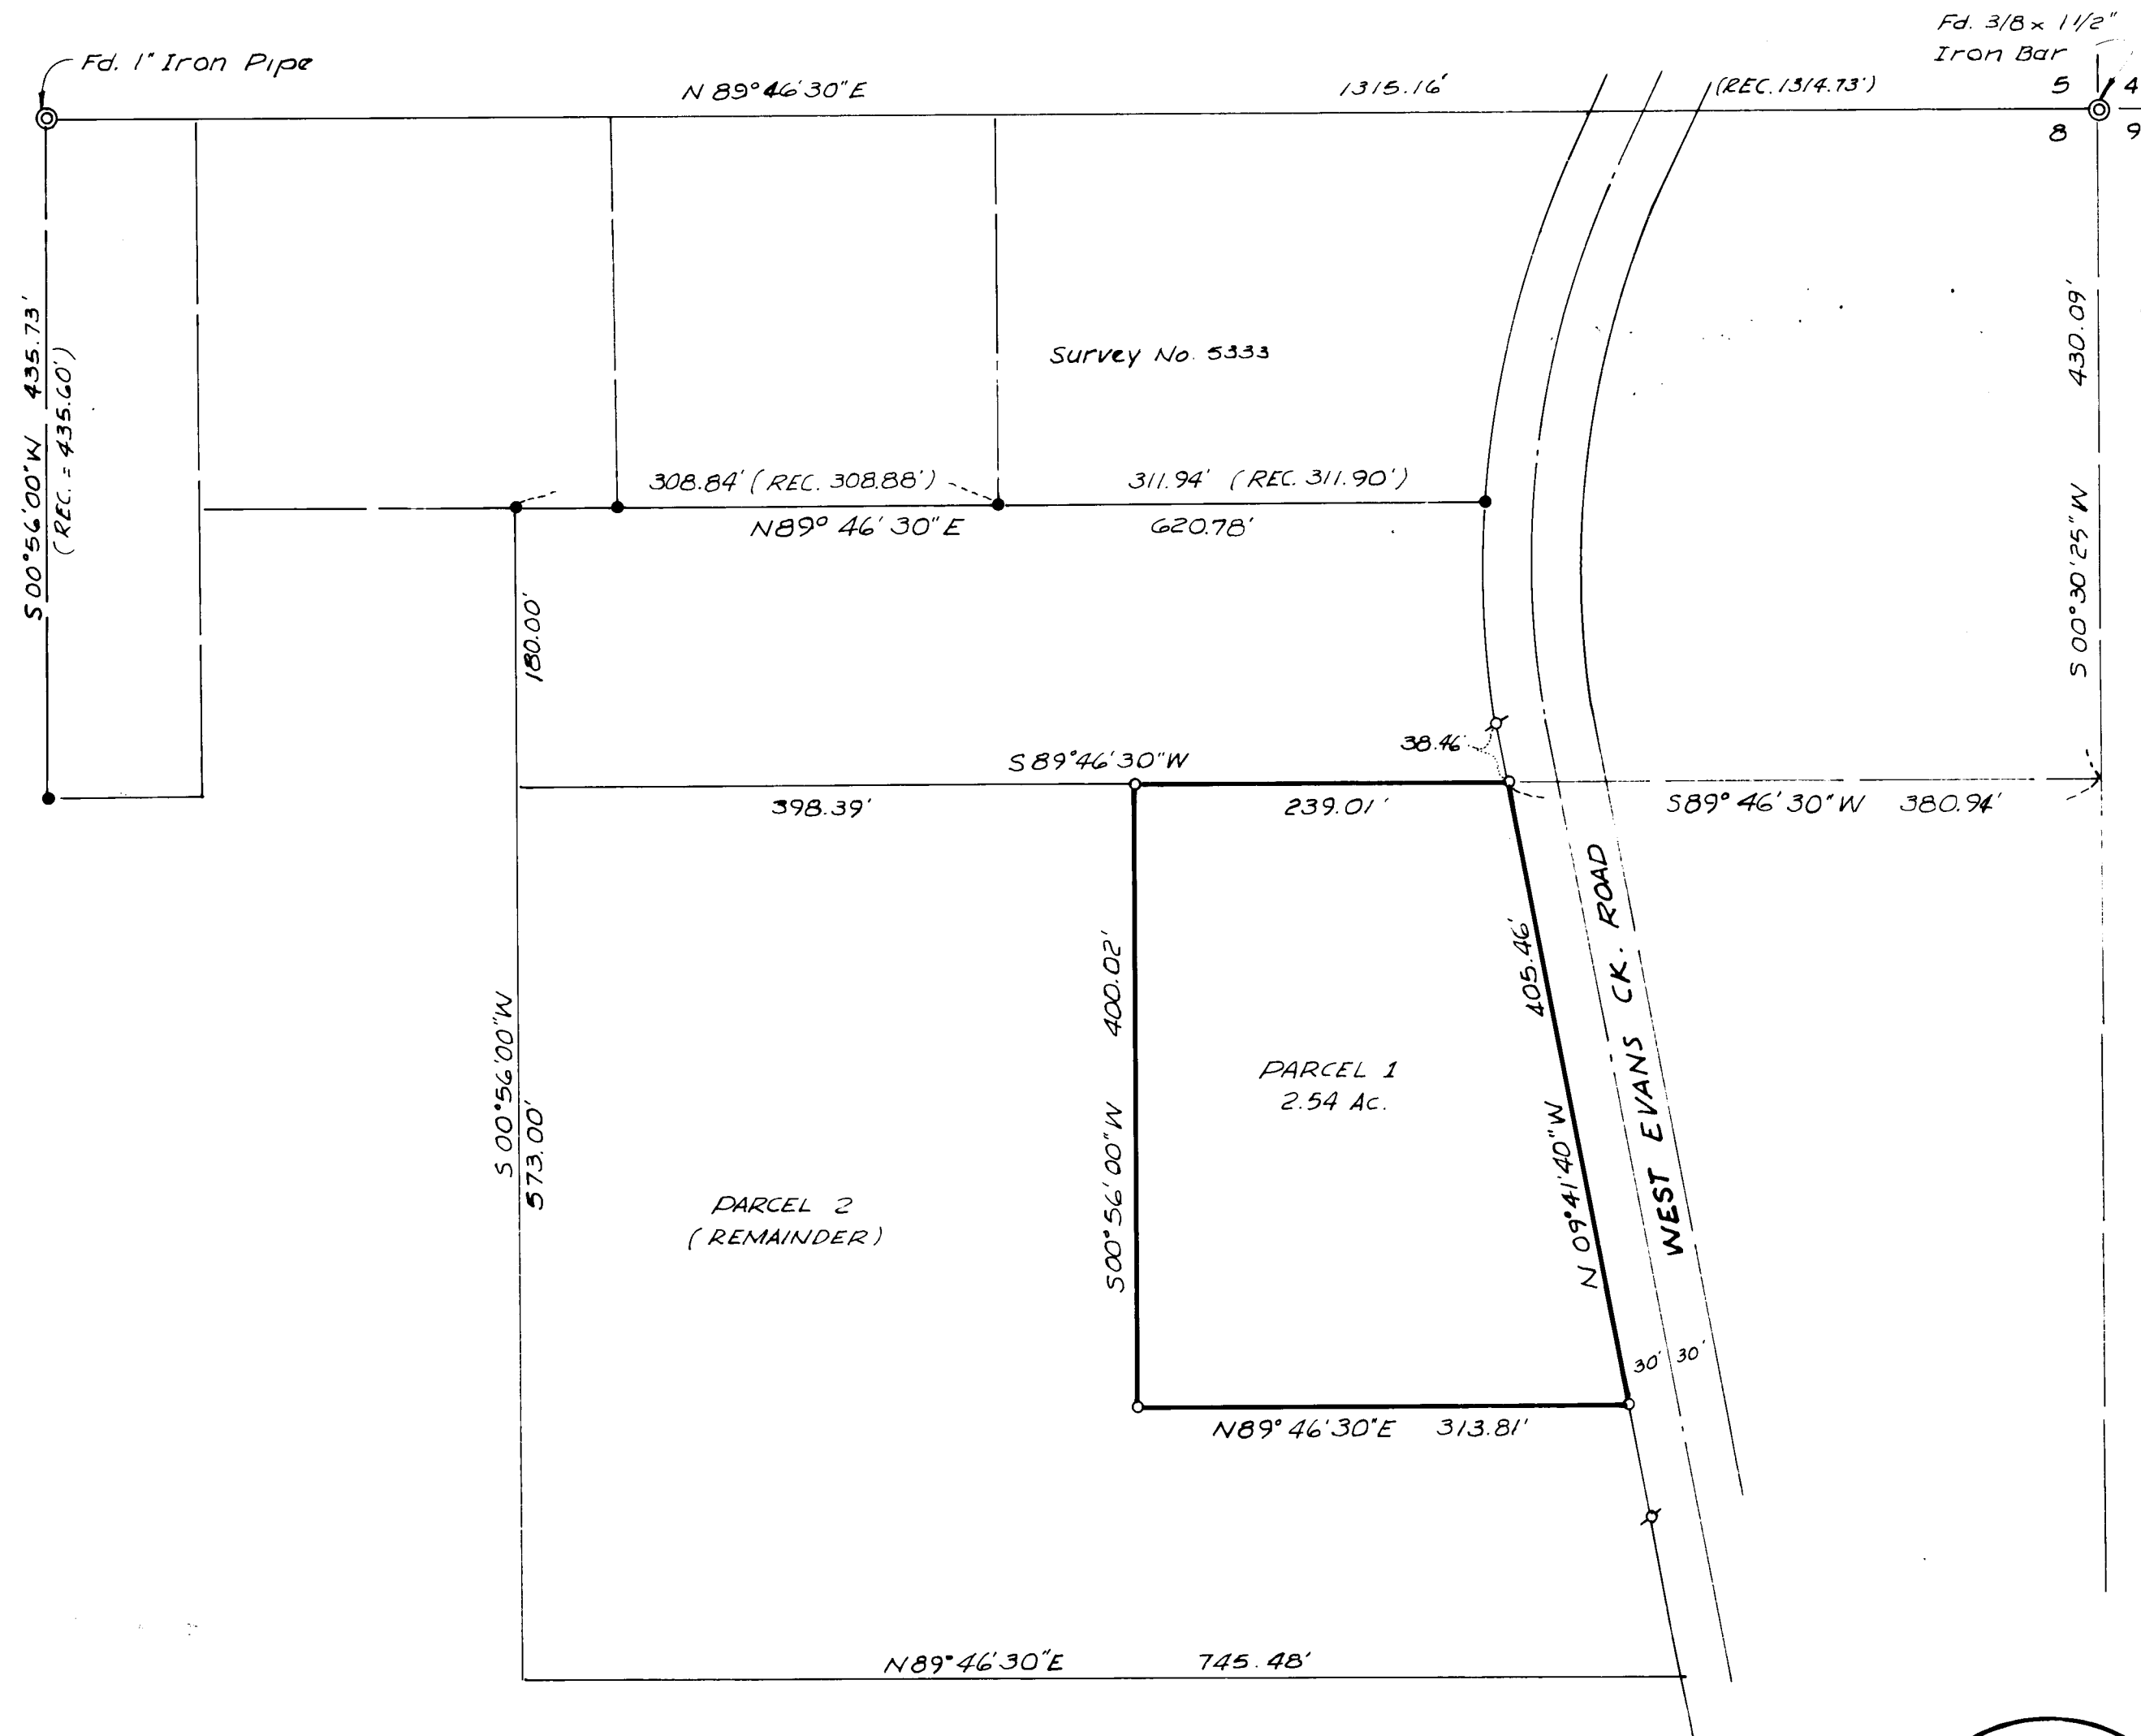 Fd. 3/8 x 1 1/2"
Iron Bar
Fd. 1" Iron Pipe
N 89°46'30"E 1315.16' (REC. 1314.73')
5 4
8 9
S 00°56'00"W 435.73'
(REC. = 435.60')
Survey No. 5333
430.09'
S 00°30'25"W
308.84' (REC. 308.88')
311.94' (REC. 311.90')
N89° 46' 30"E 620.78'
180.00'
38.46'
S89°46'30"W
398.39'
239.01'
S89°46'30"W 380.94'
S 00°56'00"W
573.00'
S00°56'00"W 400.02'
PARCEL 1
2.54 Ac.
405.46'
N 09°41'40"W
WEST EVANS CK. ROAD
PARCEL 2
(REMAINDER)
30' 30'
N89°46'30"E 313.81'
N89°46'30"E 745.48'